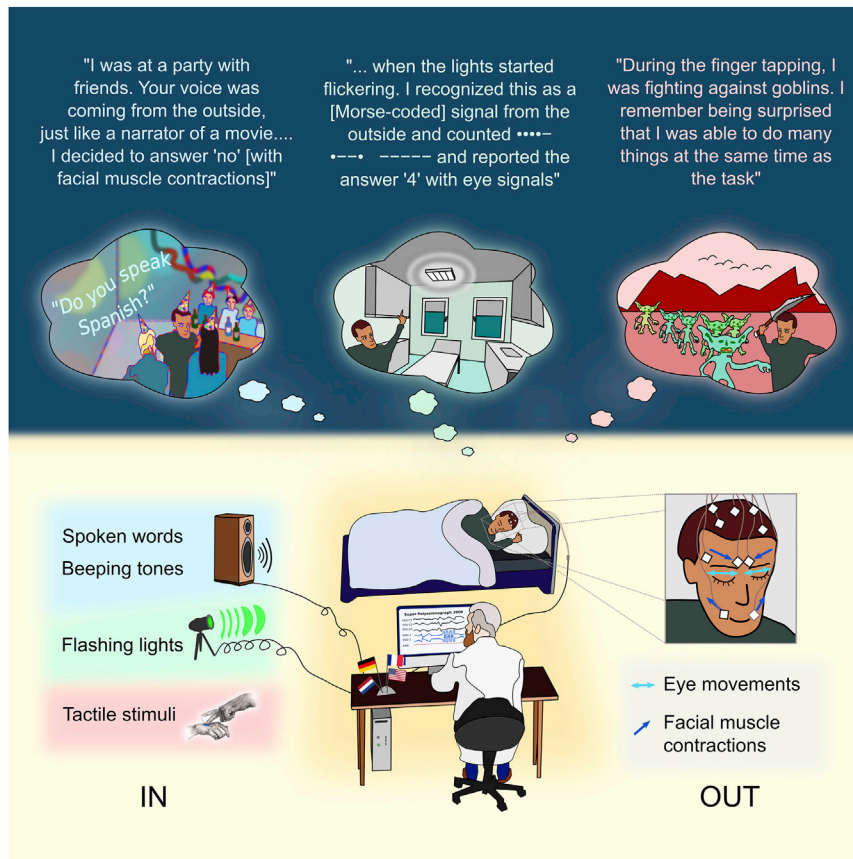 "I was at a party with
friends. Your voice was
coming from the outside,
just like a narrator of a movie....
I decided to answer 'no' [with
facial muscle contractions]"
"... when the lights started
flickering. I recognized this as a
[Morse-coded] signal from the
outside and counted ••••−
•−−• −−−−− and reported the
answer '4' with eye signals"
"During the finger tapping, I
was fighting against goblins. I
remember being surprised
that I was able to do many
things at the same time as
the task"
"Do you speak
Spanish?"
Spoken words
Beeping tones
Flashing lights
Tactile stimuli
IN
Super Polysomnograph 3000
Eye movements
Facial muscle
contractions
OUT